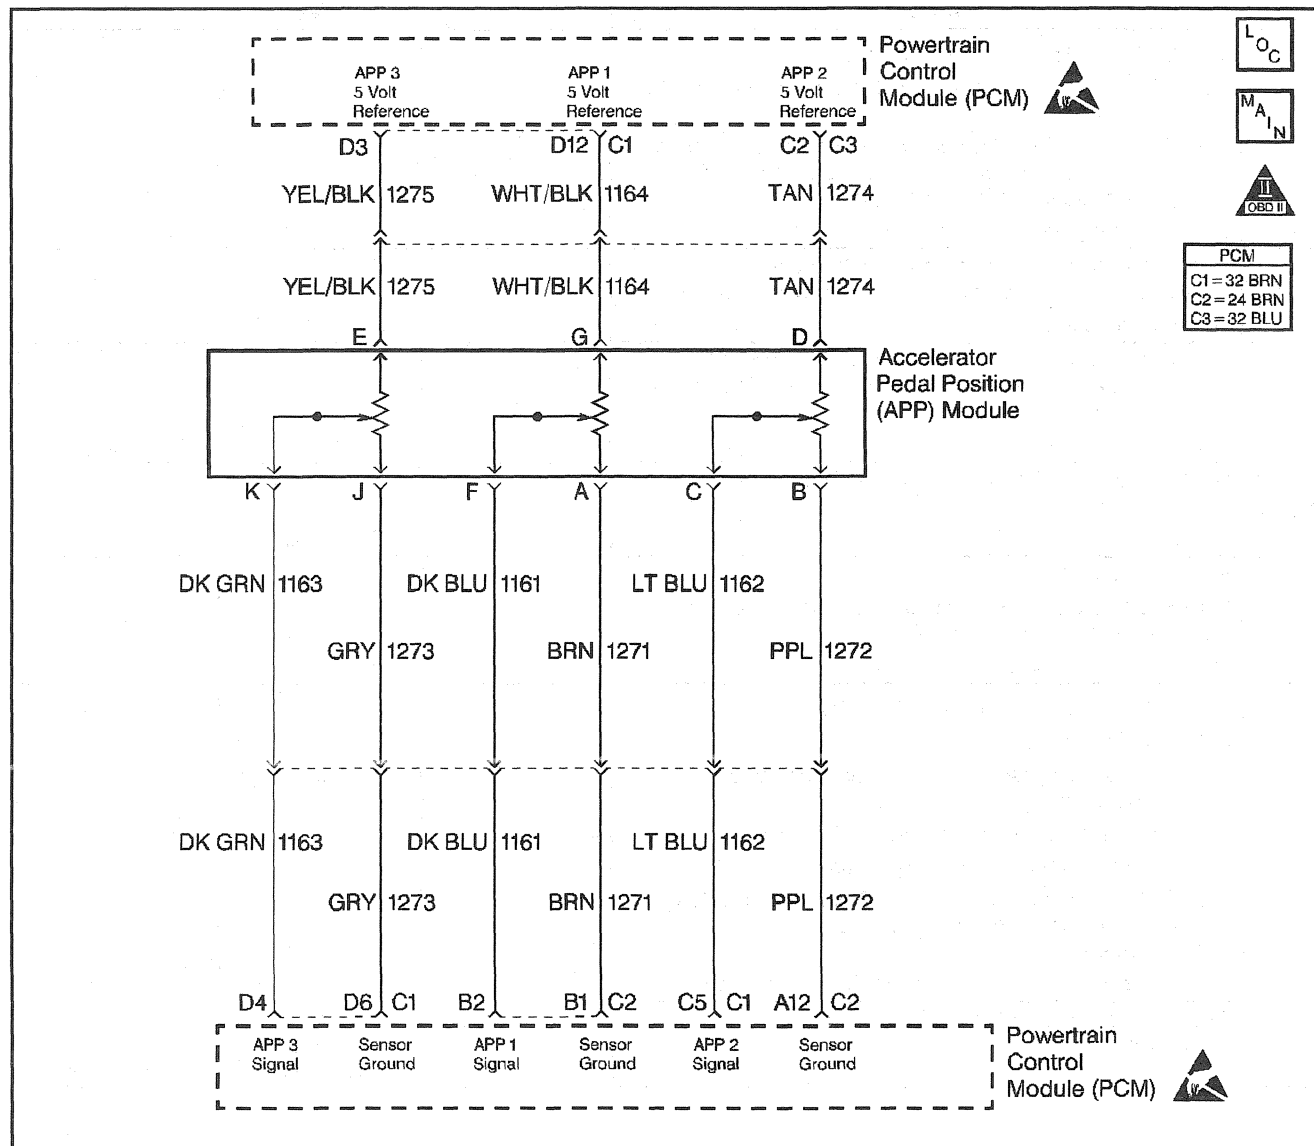 APP 3
5 Volt
Reference
APP 1
5 Volt
Reference
APP 2
5 Volt
Reference
Powertrain
Control
Module (PCM)
LOC
MAIN
II
OBD II
PCM
C1=32 BRN
C2=24 BRN
C3=32 BLU
D3 D12 C1 C2 C3
YEL/BLK 1275 WHT/BLK 1164 TAN 1274
YEL/BLK 1275 WHT/BLK 1164 TAN 1274
E G D
Accelerator
Pedal Position
(APP) Module
K J F A C B
DK GRN 1163 DK BLU 1161 LT BLU 1162
GRY 1273 BRN 1271 PPL 1272
DK GRN 1163 DK BLU 1161 LT BLU 1162
GRY 1273 BRN 1271 PPL 1272
D4 D6 C1 B2 B1 C2 C5 C1 A12 C2
APP 3
Signal
Sensor
Ground
APP 1
Signal
Sensor
Ground
APP 2
Signal
Sensor
Ground
Powertrain
Control
Module (PCM)